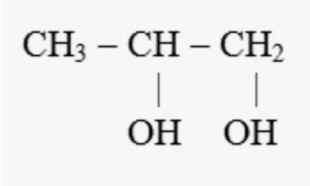 CH₃ – CH – CH₂
| |
OH OH